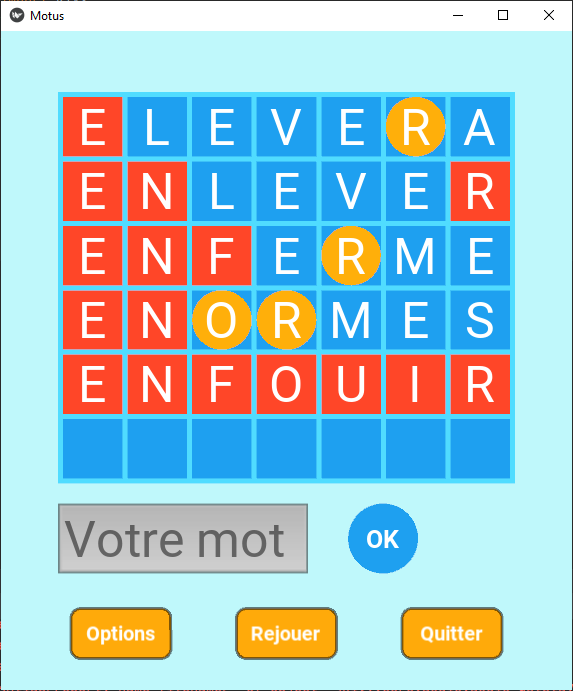 Motus
E L E V E R A
E N L E V E R
E N F E R M E
E N O R M E S
E N F O U I R
Votre mot OK
Options Rejouer Quitter